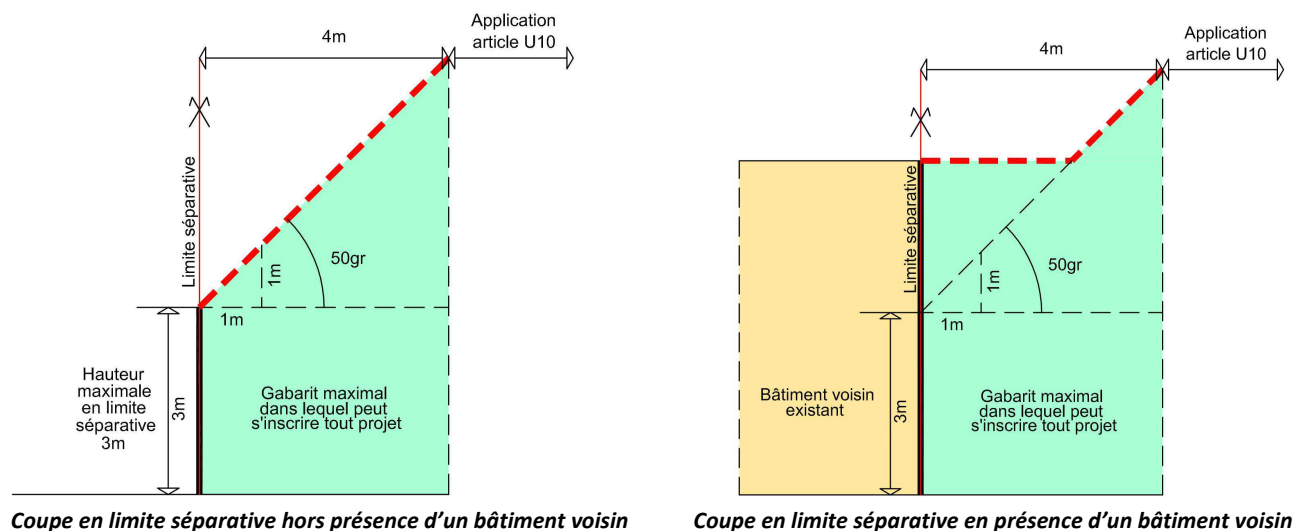 4m
Application
article U10
Limite séparative
50gr
1m
1m
Hauteur
maximale
en limite
séparative
3m
3m
Gabarit maximal
dans lequel peut
s'inscrire tout projet
Coupe en limite séparative hors présence d’un bâtiment voisin
4m
Application
article U10
Limite séparative
50gr
1m
1m
Bâtiment voisin
existant
3m
Gabarit maximal
dans lequel peut
s'inscrire tout projet
Coupe en limite séparative en présence d’un bâtiment voisin